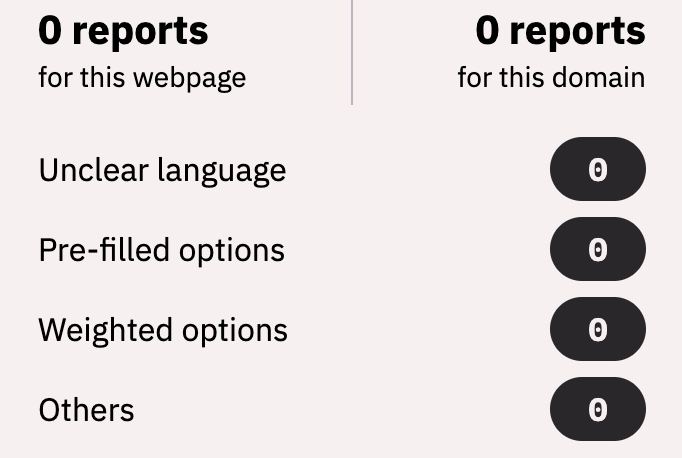 0 reports
for this webpage
0 reports
for this domain
Unclear language 0
Pre-filled options 0
Weighted options 0
Others 0